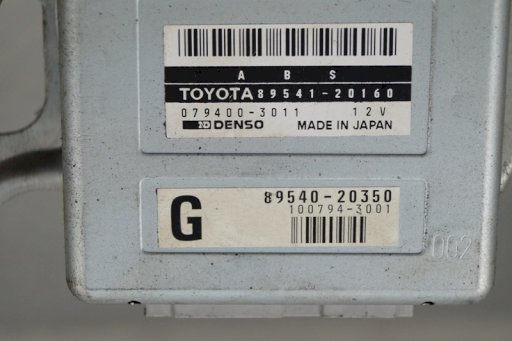 A B S
TOYOTA 89541-20160
079400-3011 12V
DENSO MADE IN JAPAN
G 89540-20350
100794-3001
002